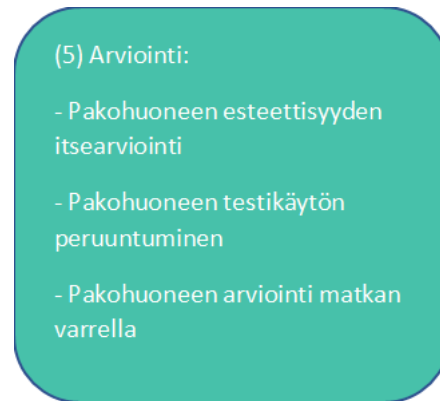 (5) Arviointi:
- Pakohuoneen esteettisyyden
itsearviointi
- Pakohuoneen testikäytön
peruuntuminen
- Pakohuoneen arviointi matkan
varrella